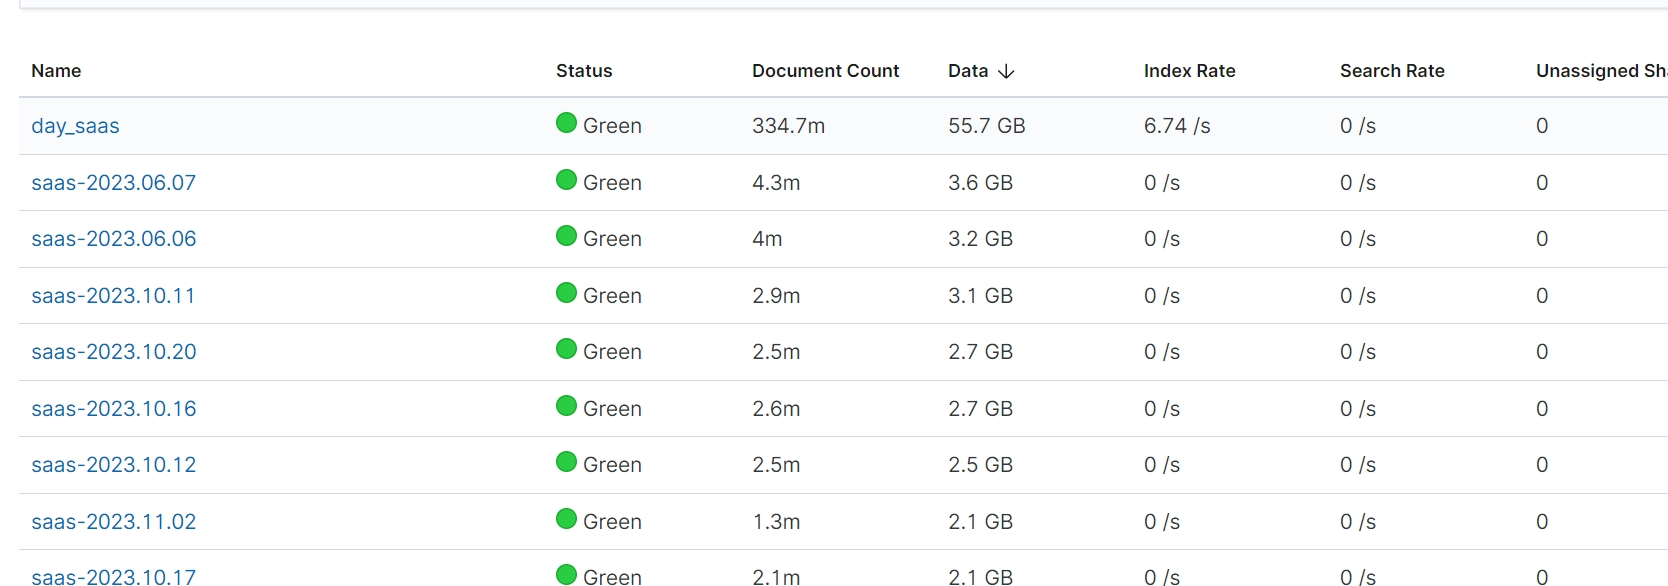 Name Status Document Count Data ↓ Index Rate Search Rate Unassigned Sh
day_saas Green 334.7m 55.7 GB 6.74 /s 0 /s 0
saas-2023.06.07 Green 4.3m 3.6 GB 0 /s 0 /s 0
saas-2023.06.06 Green 4m 3.2 GB 0 /s 0 /s 0
saas-2023.10.11 Green 2.9m 3.1 GB 0 /s 0 /s 0
saas-2023.10.20 Green 2.5m 2.7 GB 0 /s 0 /s 0
saas-2023.10.16 Green 2.6m 2.7 GB 0 /s 0 /s 0
saas-2023.10.12 Green 2.5m 2.5 GB 0 /s 0 /s 0
saas-2023.11.02 Green 1.3m 2.1 GB 0 /s 0 /s 0
saas-2023.10.17 Green 2.1m 2.1 GB 0 /s 0 /s 0